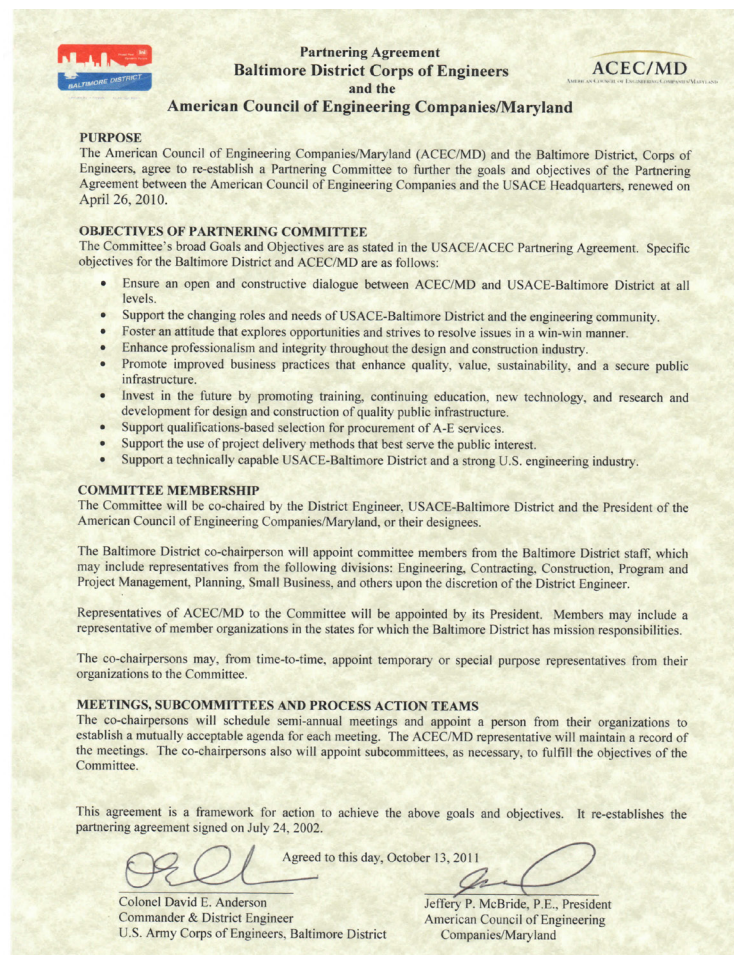 Partnering Agreement
Baltimore District Corps of Engineers
and the
American Council of Engineering Companies/Maryland
BALTIMORE DISTRICT
ACEC/MD
AMERICAN COUNCIL OF ENGINEERING COMPANIES/MARYLAND
PURPOSE
The American Council of Engineering Companies/Maryland (ACEC/MD) and the Baltimore District, Corps of
Engineers, agree to re-establish a Partnering Committee to further the goals and objectives of the Partnering
Agreement between the American Council of Engineering Companies and the USACE Headquarters, renewed on
April 26, 2010.
OBJECTIVES OF PARTNERING COMMITTEE
The Committee's broad Goals and Objectives are as stated in the USACE/ACEC Partnering Agreement. Specific
objectives for the Baltimore District and ACEC/MD are as follows:
• Ensure an open and constructive dialogue between ACEC/MD and USACE-Baltimore District at all
levels.
• Support the changing roles and needs of USACE-Baltimore District and the engineering community.
• Foster an attitude that explores opportunities and strives to resolve issues in a win-win manner.
• Enhance professionalism and integrity throughout the design and construction industry.
• Promote improved business practices that enhance quality, value, sustainability, and a secure public
infrastructure.
• Invest in the future by promoting training, continuing education, new technology, and research and
development for design and construction of quality public infrastructure.
• Support qualifications-based selection for procurement of A-E services.
• Support the use of project delivery methods that best serve the public interest.
• Support a technically capable USACE-Baltimore District and a strong U.S. engineering industry.
COMMITTEE MEMBERSHIP
The Committee will be co-chaired by the District Engineer, USACE-Baltimore District and the President of the
American Council of Engineering Companies/Maryland, or their designees.
The Baltimore District co-chairperson will appoint committee members from the Baltimore District staff, which
may include representatives from the following divisions: Engineering, Contracting, Construction, Program and
Project Management, Planning, Small Business, and others upon the discretion of the District Engineer.
Representatives of ACEC/MD to the Committee will be appointed by its President. Members may include a
representative of member organizations in the states for which the Baltimore District has mission responsibilities.
The co-chairpersons may, from time-to-time, appoint temporary or special purpose representatives from their
organizations to the Committee.
MEETINGS, SUBCOMMITTEES AND PROCESS ACTION TEAMS
The co-chairpersons will schedule semi-annual meetings and appoint a person from their organizations to
establish a mutually acceptable agenda for each meeting. The ACEC/MD representative will maintain a record of
the meetings. The co-chairpersons also will appoint subcommittees, as necessary, to fulfill the objectives of the
Committee.
This agreement is a framework for action to achieve the above goals and objectives. It re-establishes the
partnering agreement signed on July 24, 2002.
Agreed to this day, October 13, 2011
Colonel David E. Anderson
Commander & District Engineer
U.S. Army Corps of Engineers, Baltimore District
Jeffery P. McBride, P.E., President
American Council of Engineering
Companies/Maryland